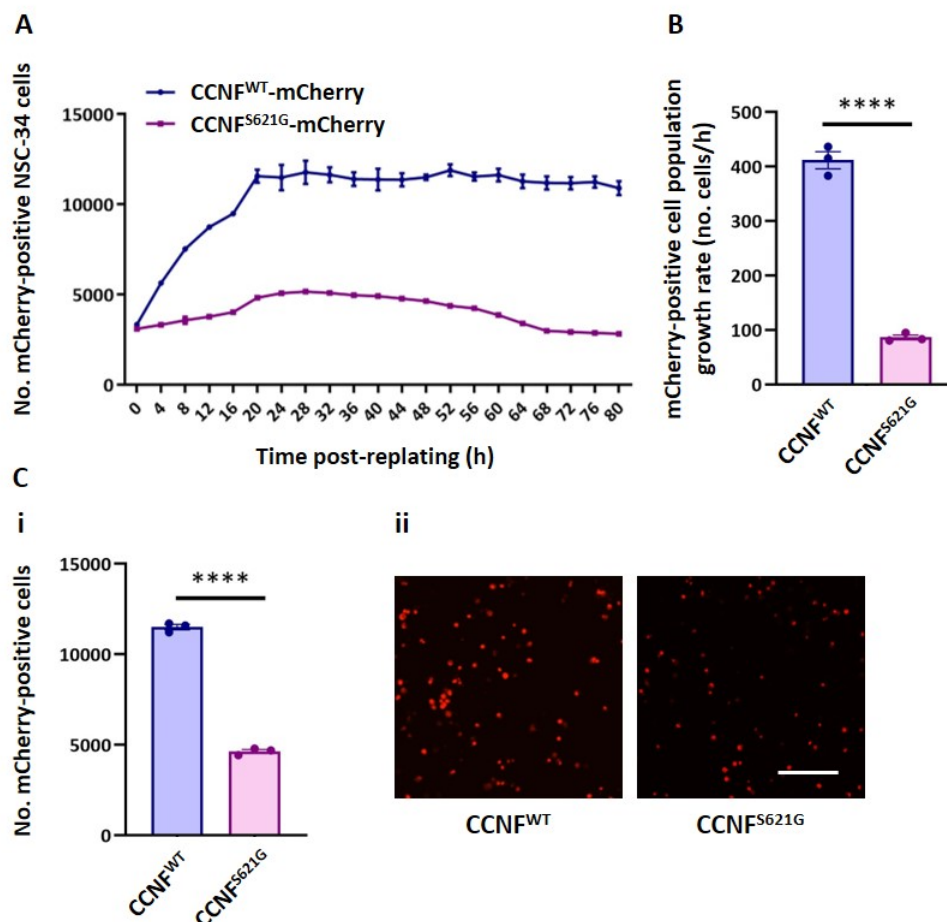 A
No. mCherry-positive NSC-34 cells
CCNF^WT-mCherry
CCNF^S621G-mCherry
15000
10000
5000
0
0 4 8 12 16 20 24 28 32 36 40 44 48 52 56 60 64 68 72 76 80
Time post-replating (h)
B
mCherry-positive cell population
growth rate (no. cells/h)
****
500
400
300
200
100
0
CCNF^WT
CCNF^S621G
C
i
No. mCherry-positive cells
****
15000
10000
5000
0
CCNF^WT
CCNF^S621G
ii
CCNF^WT
CCNF^S621G